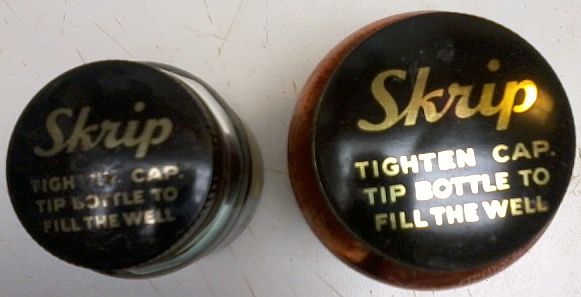 Skrip
TIGHTEN CAP.
TIP BOTTLE TO
FILL THE WELL
Skrip
TIGHTEN CAP.
TIP BOTTLE TO
FILL THE WELL